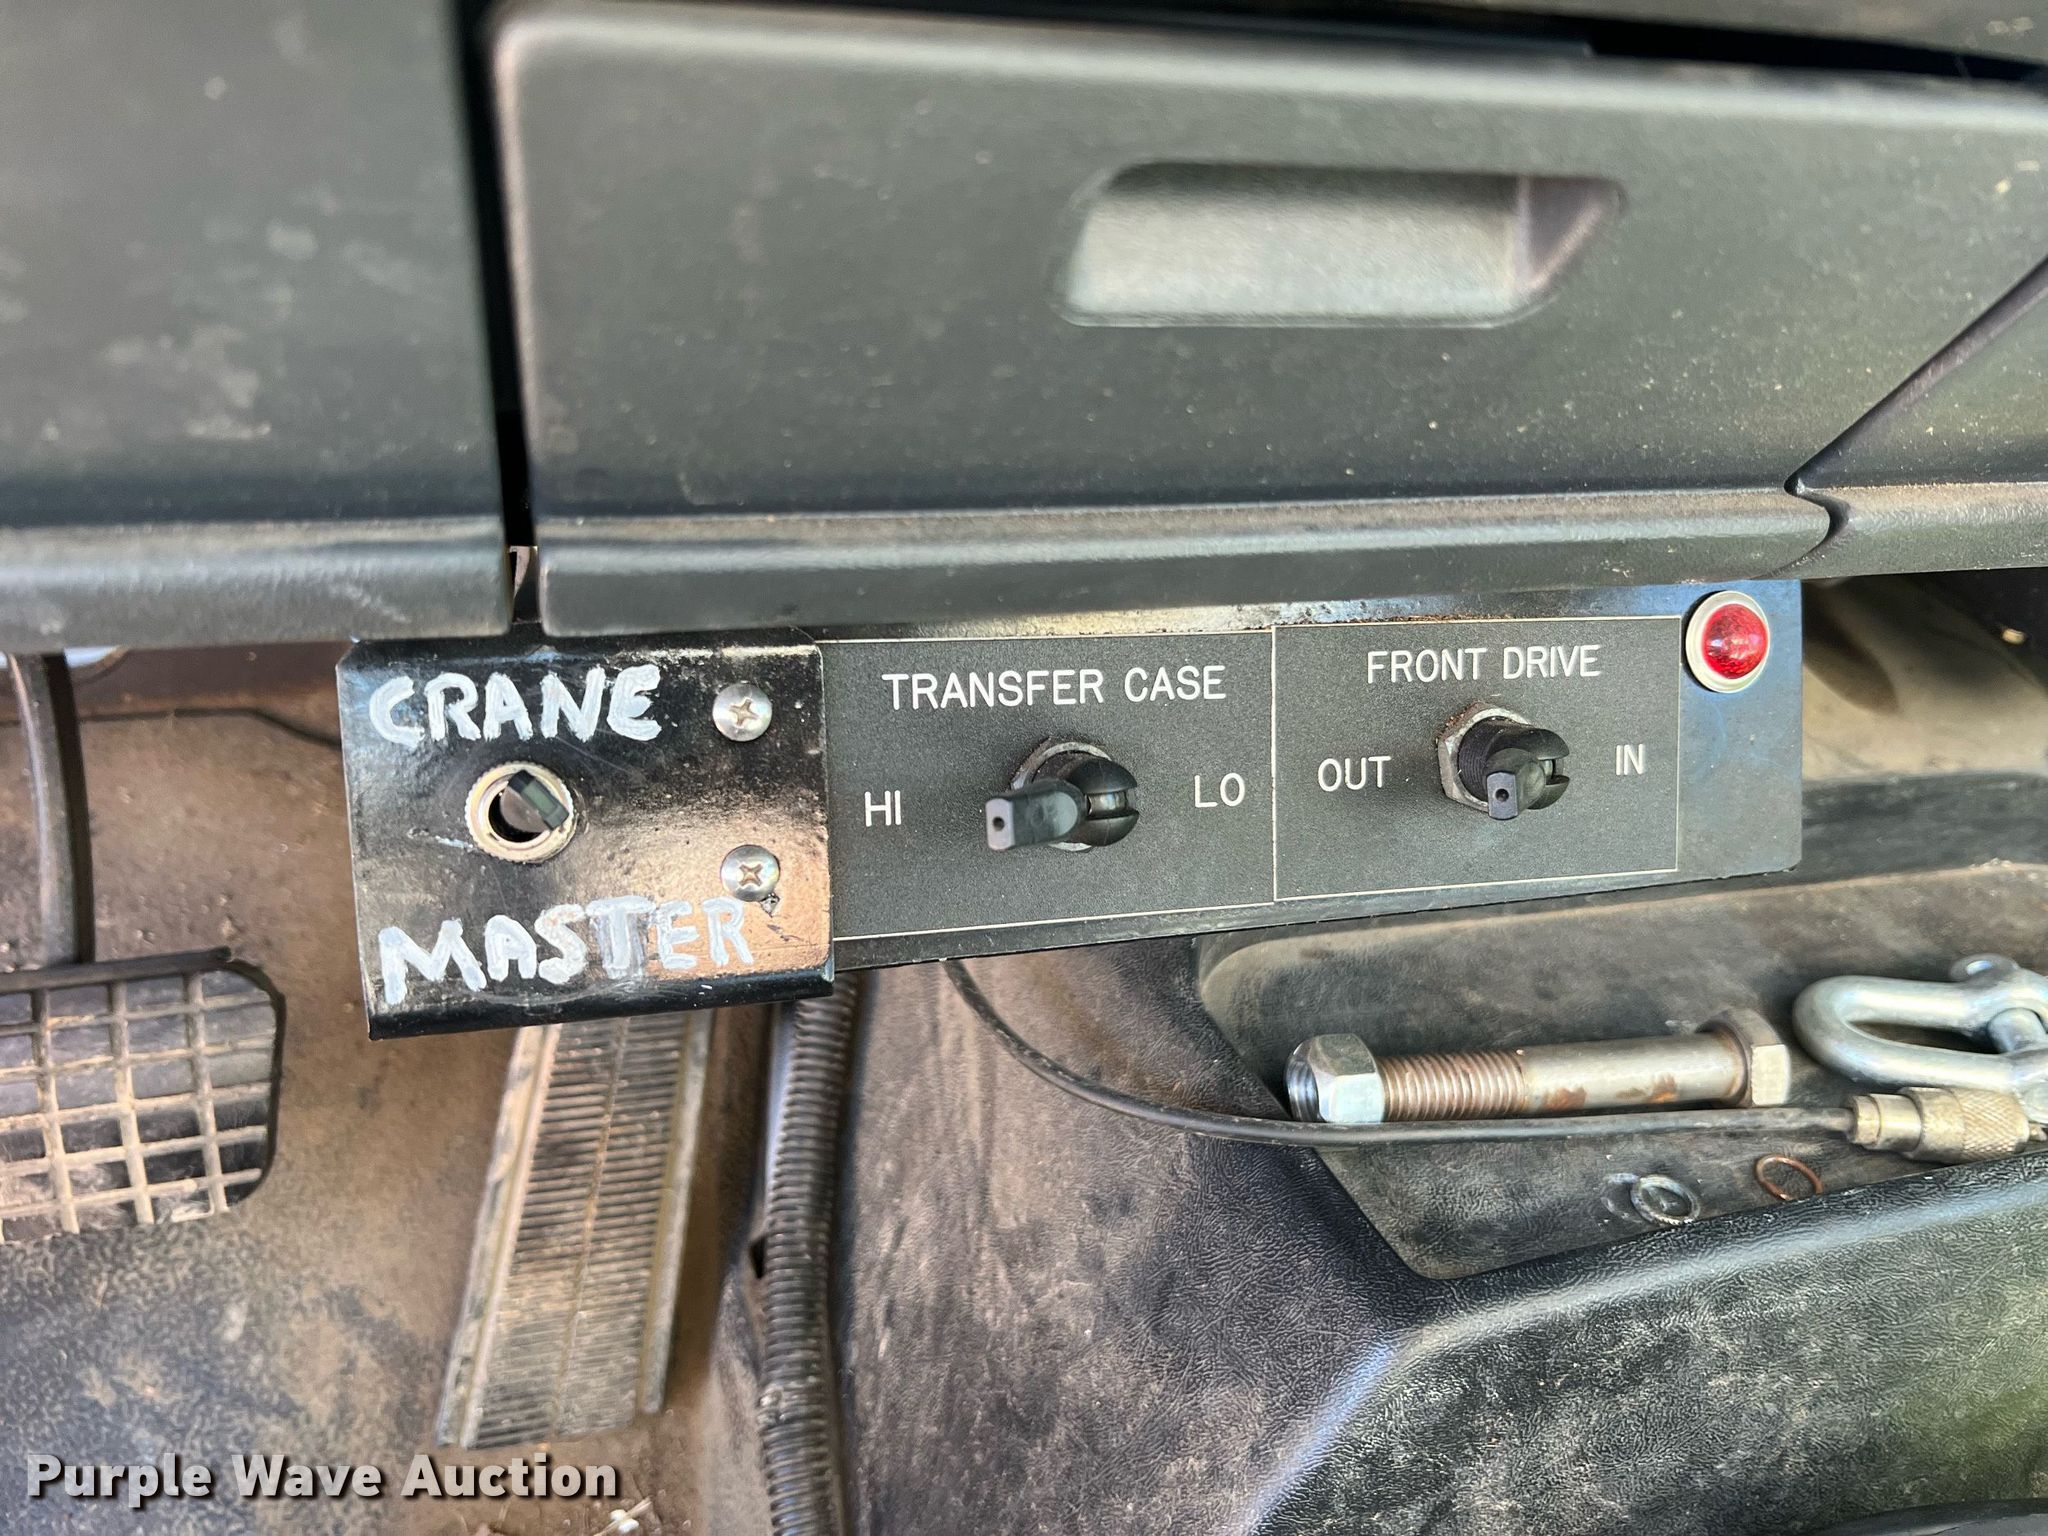 CRANE
MASTER
TRANSFER CASE
HI
LO
FRONT DRIVE
OUT
IN
Purple Wave Auction